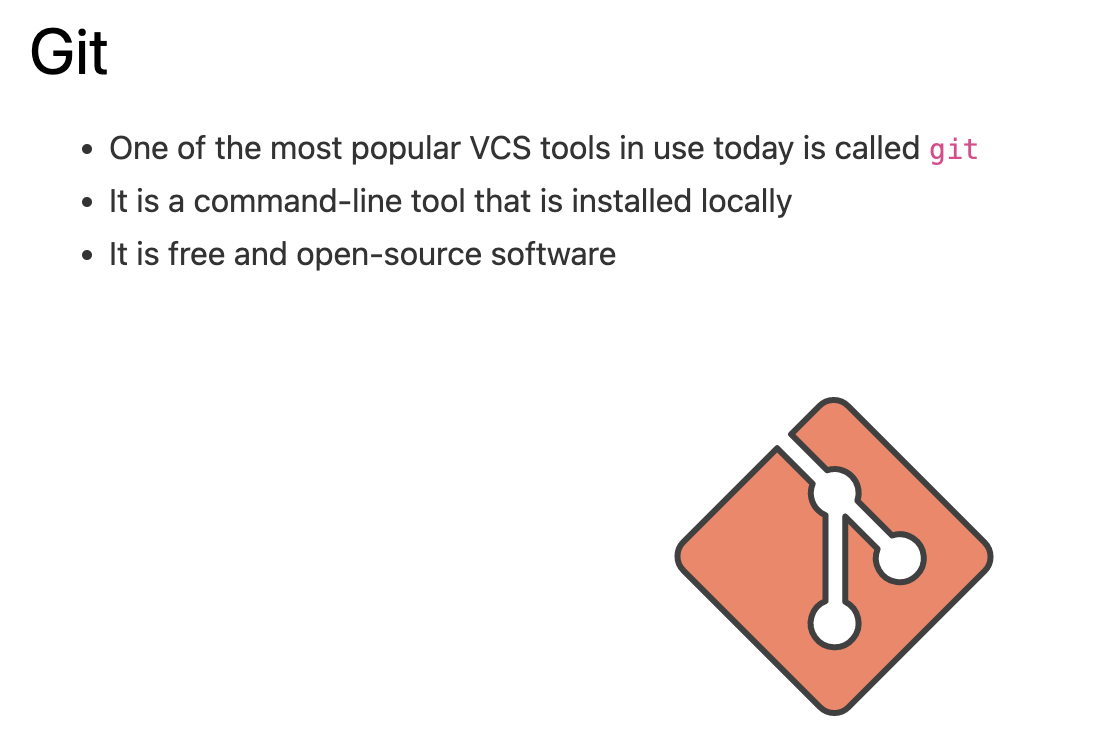 Git
• One of the most popular VCS tools in use today is called git
• It is a command-line tool that is installed locally
• It is free and open-source software